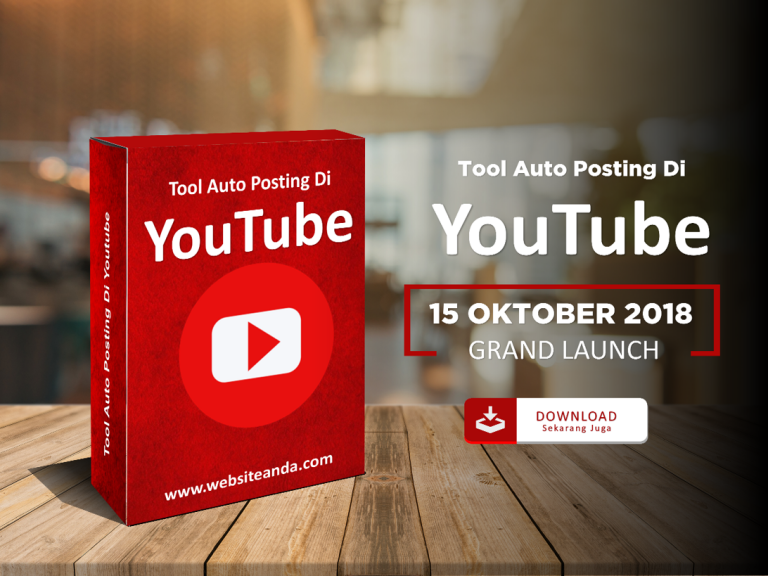 Tool Auto Posting Di Youtube
Tool Auto Posting Di
YouTube
www.websiteanda.com
Tool Auto Posting Di
YouTube
15 OKTOBER 2018
GRAND LAUNCH
DOWNLOAD
Sekarang Juga